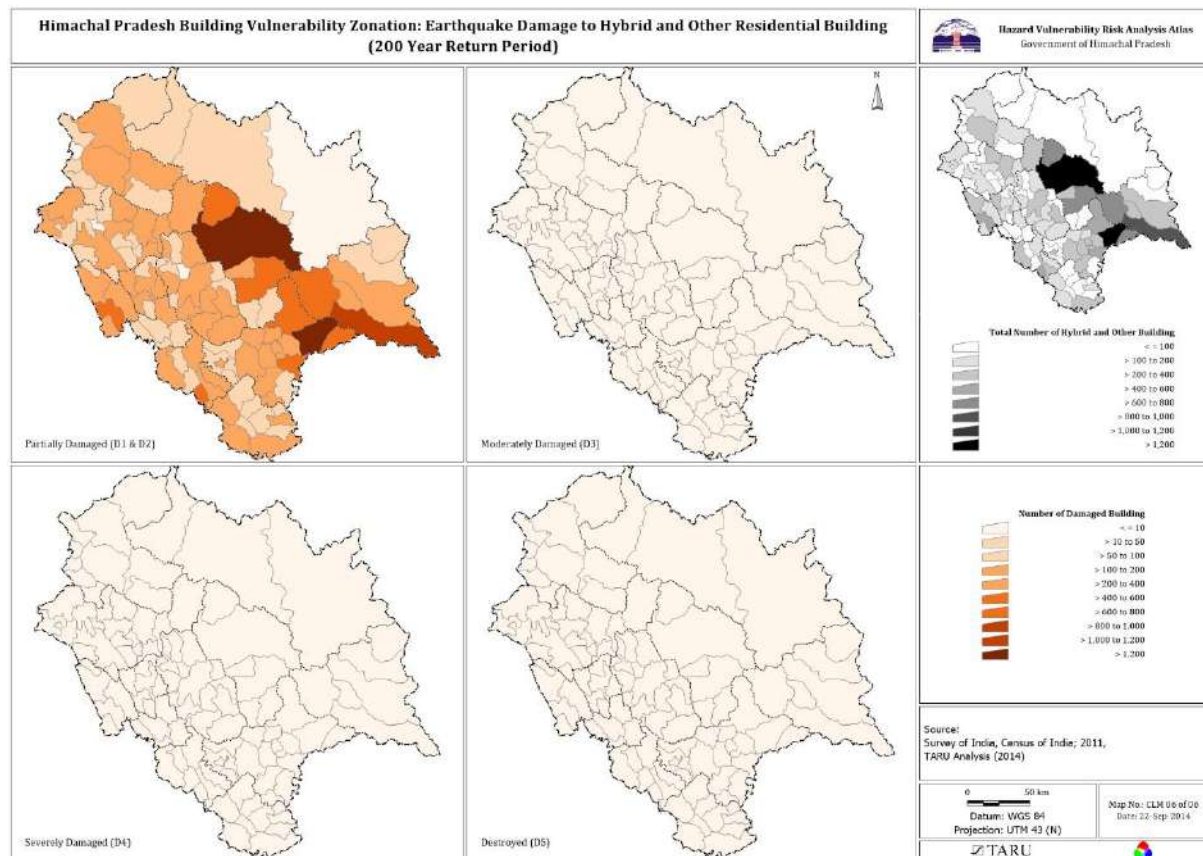 Himachal Pradesh Building Vulnerability Zonation: Earthquake Damage to Hybrid and Other Residential Building
(200 Year Return Period)
Hazard Vulnerability Risk Analysis Atlas
Government of Himachal Pradesh
N
Partially Damaged (D1 & D2)
Moderately Damaged (D3)
Total Number of Hybrid and Other Building
< = 100
> 100 to 200
> 200 to 400
> 400 to 600
> 600 to 800
> 800 to 1,000
> 1,000 to 1,200
> 1,200
Severely Damaged (D4)
Destroyed (D5)
Number of Damaged Building
< = 10
> 10 to 50
> 50 to 100
> 100 to 200
> 200 to 400
> 400 to 600
> 600 to 800
> 800 to 1,000
> 1,000 to 1,200
> 1,200
Source:
Survey of India, Census of India; 2011,
TARU Analysis (2014)
0 50 km
Datum: WGS 84
Projection: UTM 43 (N)
Map No.: CLM 06 of 06
Date: 22-Sep 2014
TARU